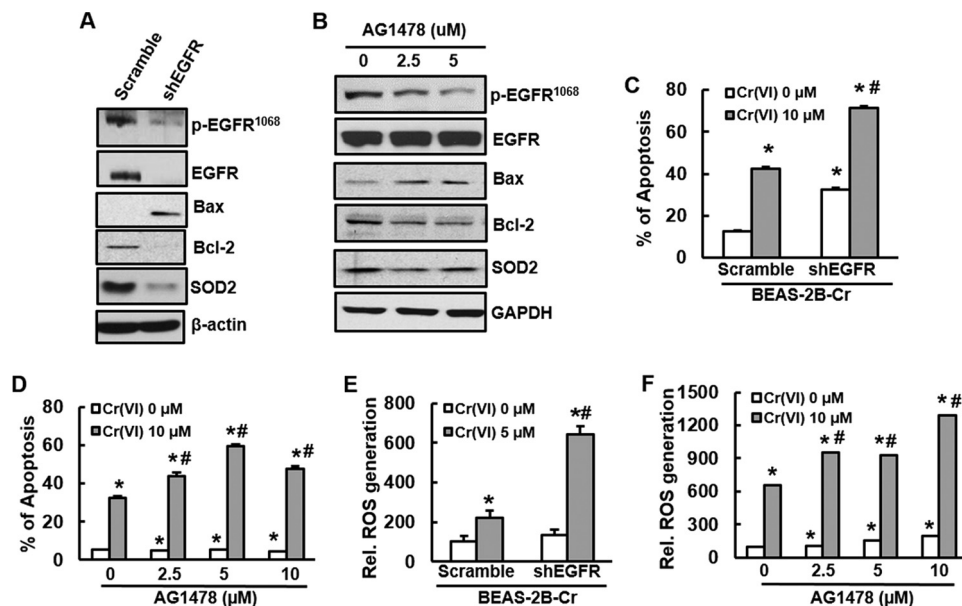 A
Scramble
shEGFR
p-EGFR1068
EGFR
Bax
Bcl-2
SOD2
β-actin
B
AG1478 (uM)
0 2.5 5
p-EGFR1068
EGFR
Bax
Bcl-2
SOD2
GAPDH
C
Cr(VI) 0 µM
Cr(VI) 10 µM
% of Apoptosis
80
60
40
20
0
*
*
*#
Scramble shEGFR
BEAS-2B-Cr
D
Cr(VI) 0 µM
Cr(VI) 10 µM
% of Apoptosis
80
60
40
20
0
*
*
*#
*
*#
*
*#
0 2.5 5 10
AG1478 (µM)
E
Cr(VI) 0 µM
Cr(VI) 5 µM
Rel. ROS generation
800
600
400
200
0
*
*#
Scramble shEGFR
BEAS-2B-Cr
F
Cr(VI) 0 µM
Cr(VI) 10 µM
Rel. ROS generation
1500
1200
900
600
300
0
*
*
*#
*
*#
*
*#
0 2.5 5 10
AG1478 (µM)